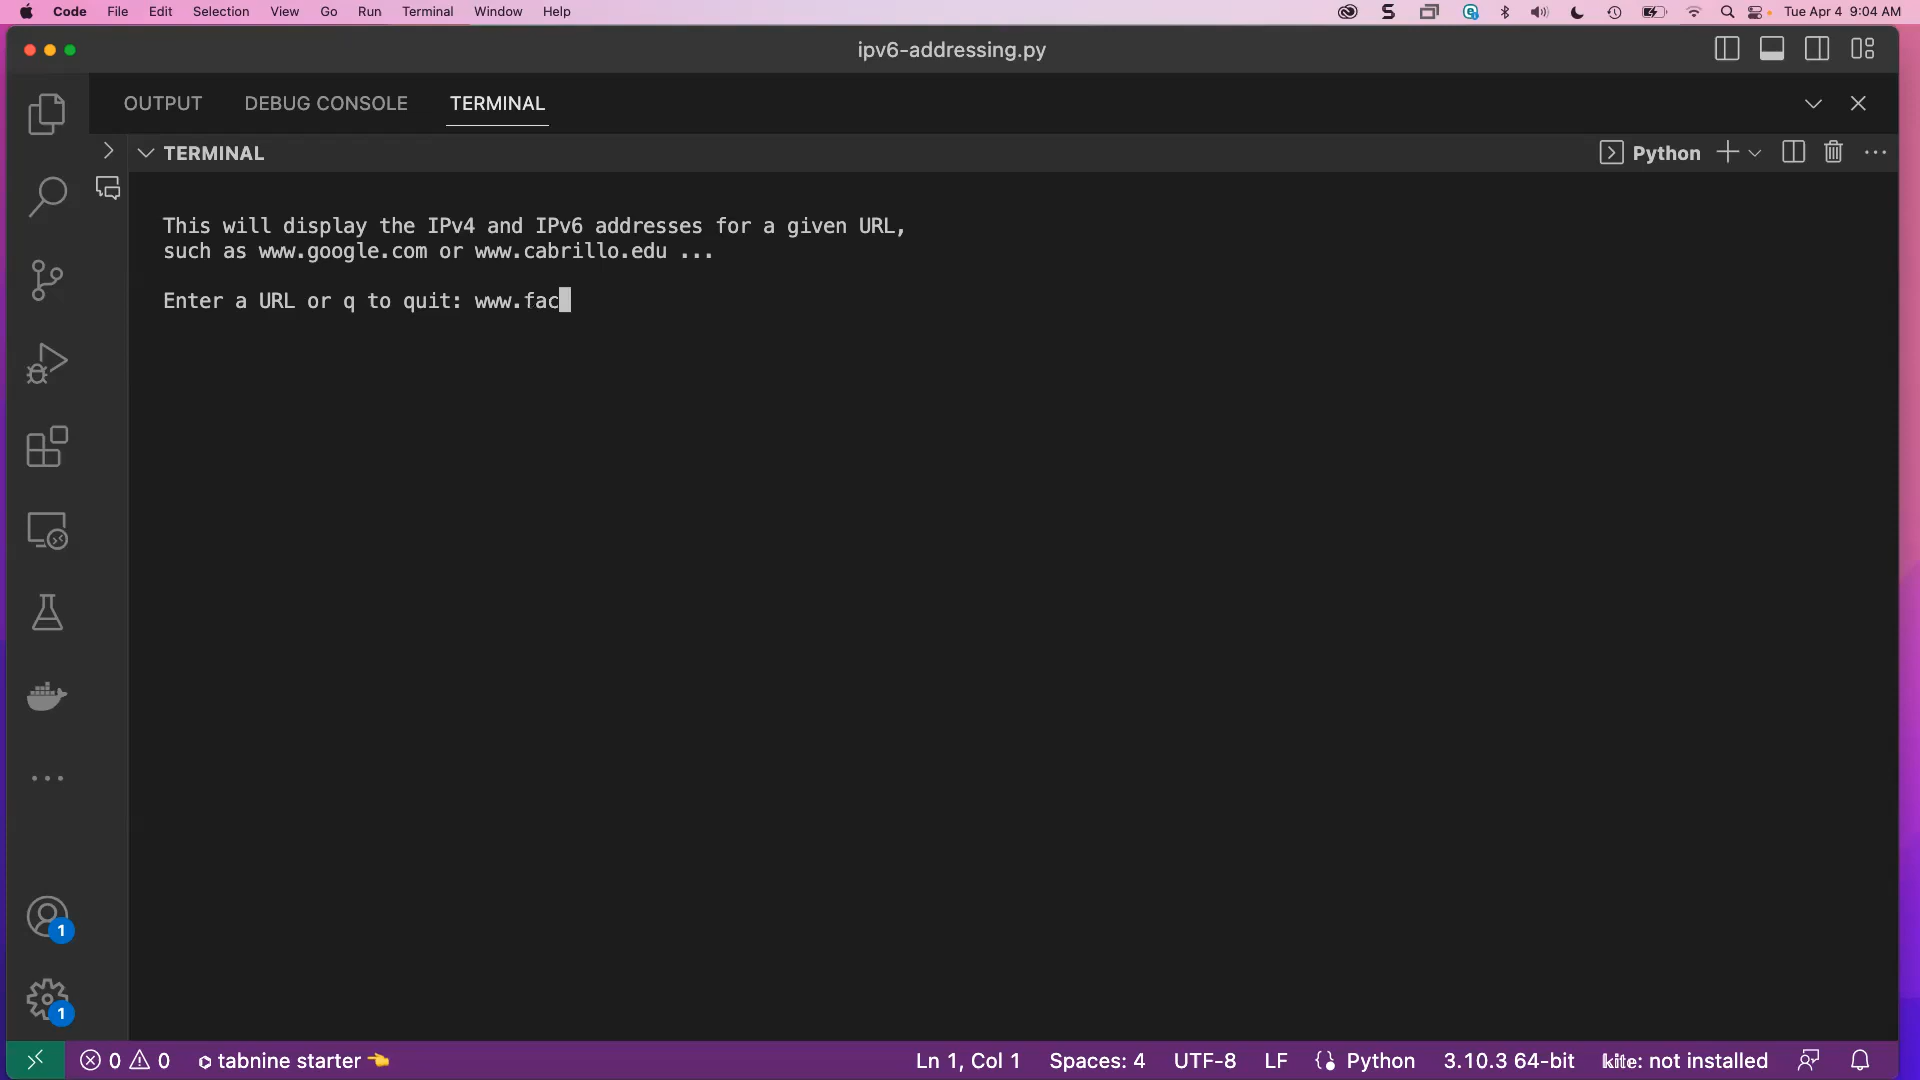 Code File Edit Selection View Go Run Terminal Window Help Tue Apr 4 9:04 AM
ipv6-addressing.py
OUTPUT DEBUG CONSOLE TERMINAL
TERMINAL Python
This will display the IPv4 and IPv6 addresses for a given URL,
such as www.google.com or www.cabrillo.edu ...
Enter a URL or q to quit: www.fac
1
1
0 0 tabnine starter Ln 1, Col 1 Spaces: 4 UTF-8 LF Python 3.10.3 64-bit kite: not installed